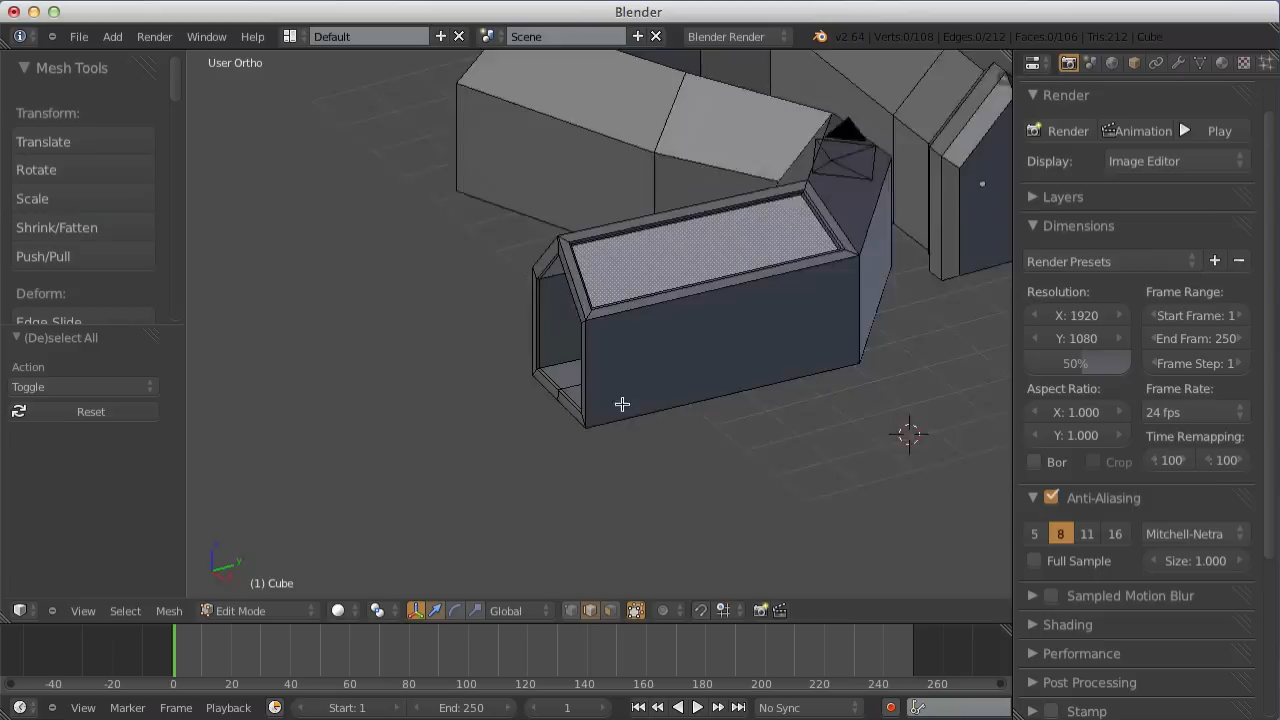 Blender
File Add Render Window Help Default Scene Blender Render v2.64 | Verts:0/108 | Edges:0/212 | Faces:0/106 | Tris:212 | Cube
Mesh Tools
Transform:
Translate
Rotate
Scale
Shrink/Fatten
Push/Pull
Deform:
Edge Slide
(De)select All
Action
Toggle
Reset
User Ortho
(1) Cube
View Select Mesh Edit Mode Global
Render
Render Animation Play
Display: Image Editor
Layers
Dimensions
Render Presets
Resolution: Frame Range:
X: 1920 Start Frame: 1
Y: 1080 End Fram: 250
50% Frame Step: 1
Aspect Ratio: Frame Rate:
X: 1.000 24 fps
Y: 1.000 Time Remapping:
Bor Crop 100 : 100
Anti-Aliasing
5 8 11 16 Mitchell-Netra
Full Sample Size: 1.000
Sampled Motion Blur
Shading
Performance
Post Processing
Stamp
-40 -20 0 20 40 60 80 100 120 140 160 180 200 220 240 260
View Marker Frame Playback Start: 1 End: 250 1 No Sync